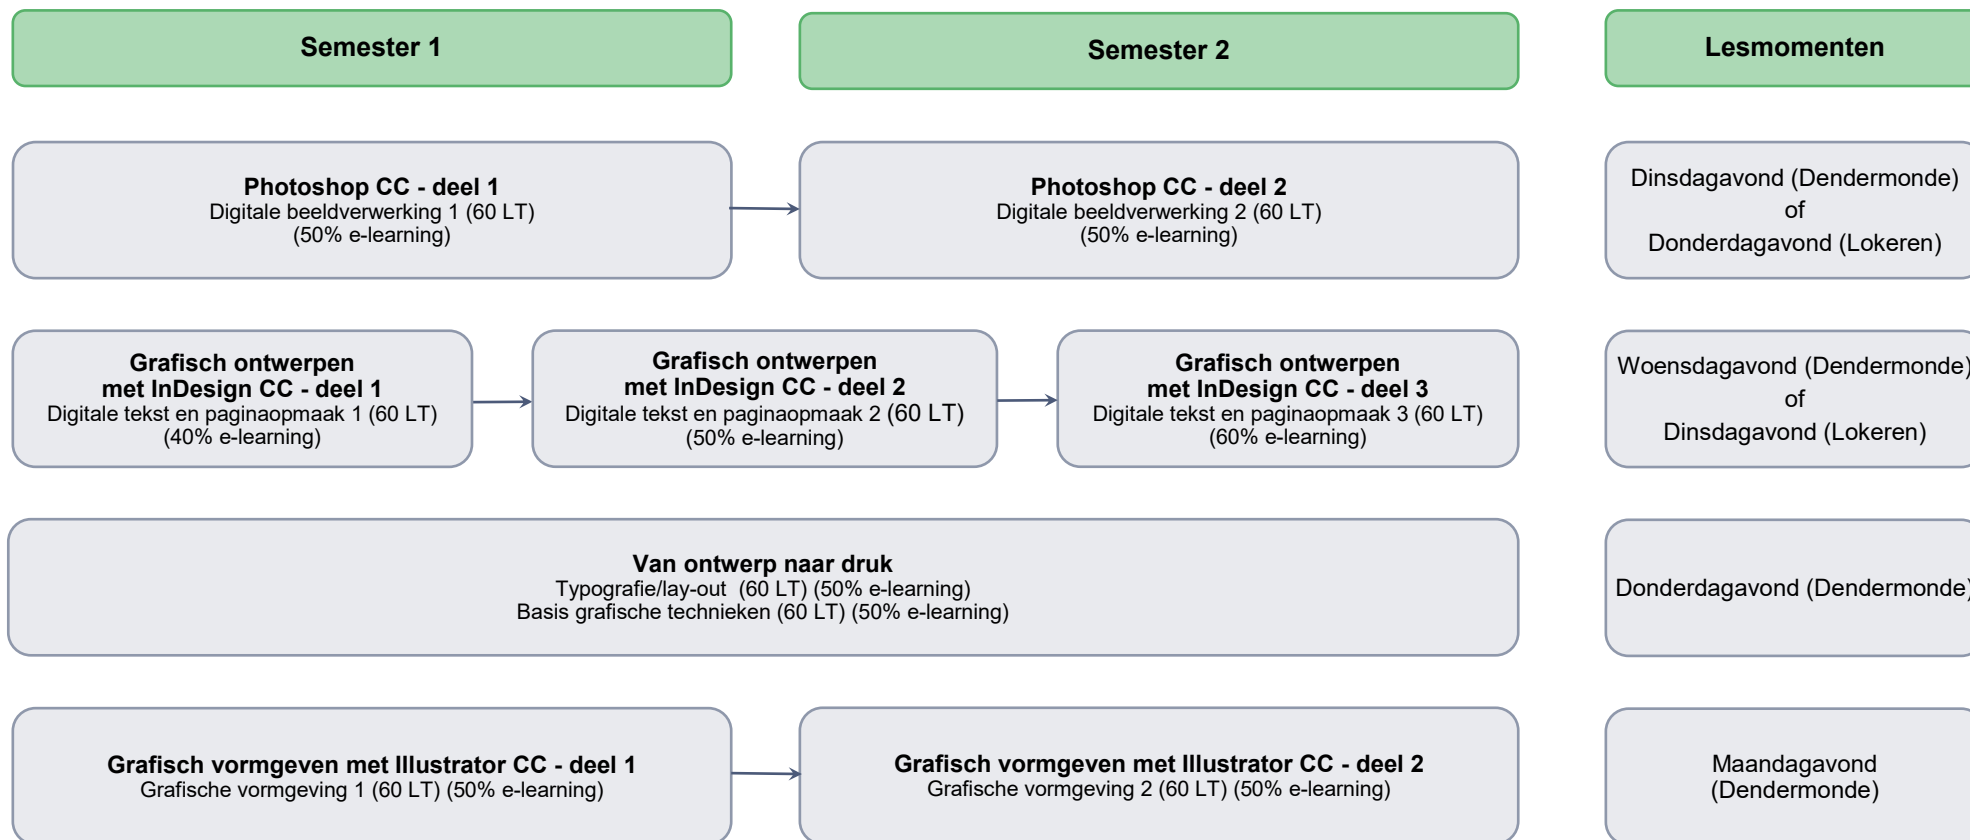 Semester 1
Semester 2
Lesmomenten
Photoshop CC - deel 1
Digitale beeldverwerking 1 (60 LT)
(50% e-learning)
Photoshop CC - deel 2
Digitale beeldverwerking 2 (60 LT)
(50% e-learning)
Dinsdagavond (Dendermonde)
of
Donderdagavond (Lokeren)
Grafisch ontwerpen
met InDesign CC - deel 1
Digitale tekst en paginaopmaak 1 (60 LT)
(40% e-learning)
Grafisch ontwerpen
met InDesign CC - deel 2
Digitale tekst en paginaopmaak 2 (60 LT)
(50% e-learning)
Grafisch ontwerpen
met InDesign CC - deel 3
Digitale tekst en paginaopmaak 3 (60 LT)
(60% e-learning)
Woensdagavond (Dendermonde)
of
Dinsdagavond (Lokeren)
Van ontwerp naar druk
Typografie/lay-out (60 LT) (50% e-learning)
Basis grafische technieken (60 LT) (50% e-learning)
Donderdagavond (Dendermonde)
Grafisch vormgeven met Illustrator CC - deel 1
Grafische vormgeving 1 (60 LT) (50% e-learning)
Grafisch vormgeven met Illustrator CC - deel 2
Grafische vormgeving 2 (60 LT) (50% e-learning)
Maandagavond
(Dendermonde)